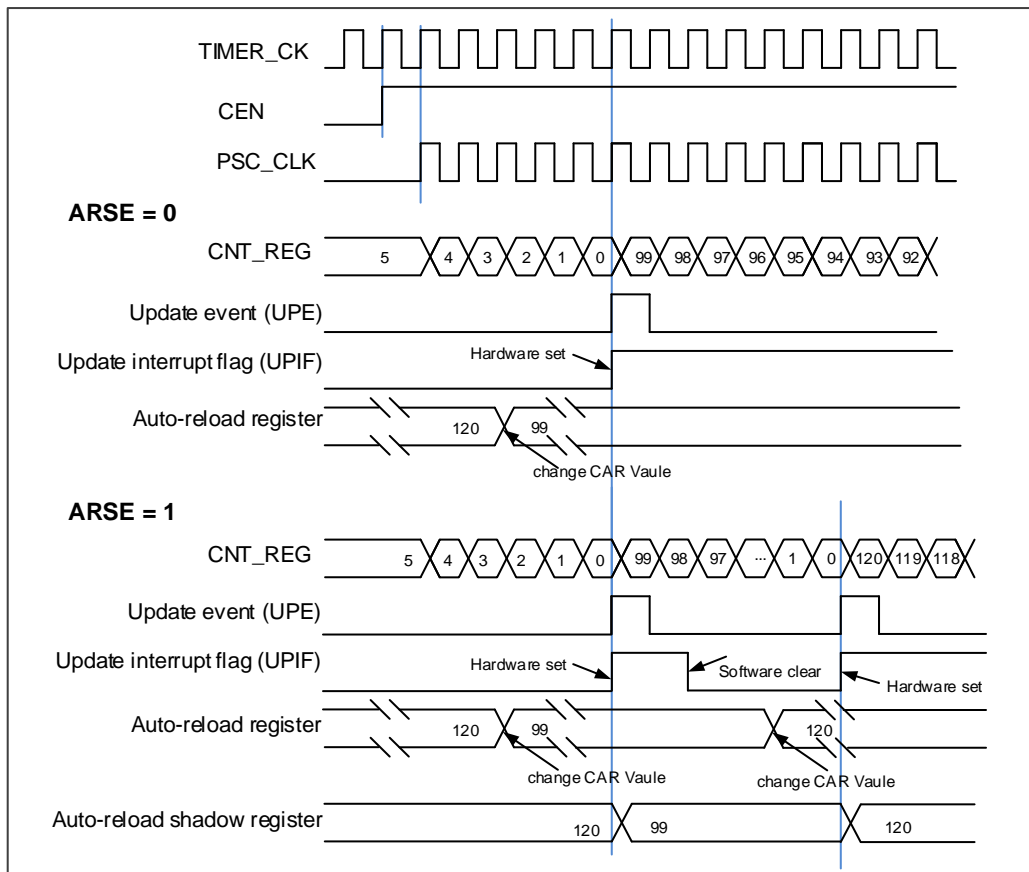 TIMER_CK
CEN
PSC_CLK
ARSE = 0
CNT_REG 5 4 3 2 1 0 99 98 97 96 95 94 93 92
Update event (UPE)
Update interrupt flag (UPIF) Hardware set
Auto-reload register 120 99
change CAR Vaule
ARSE = 1
CNT_REG 5 4 3 2 1 0 99 98 97 ... 1 0 120 119 118
Update event (UPE)
Update interrupt flag (UPIF) Hardware set Software clear Hardware set
Auto-reload register 120 99 120
change CAR Vaule change CAR Vaule
Auto-reload shadow register 120 99 120